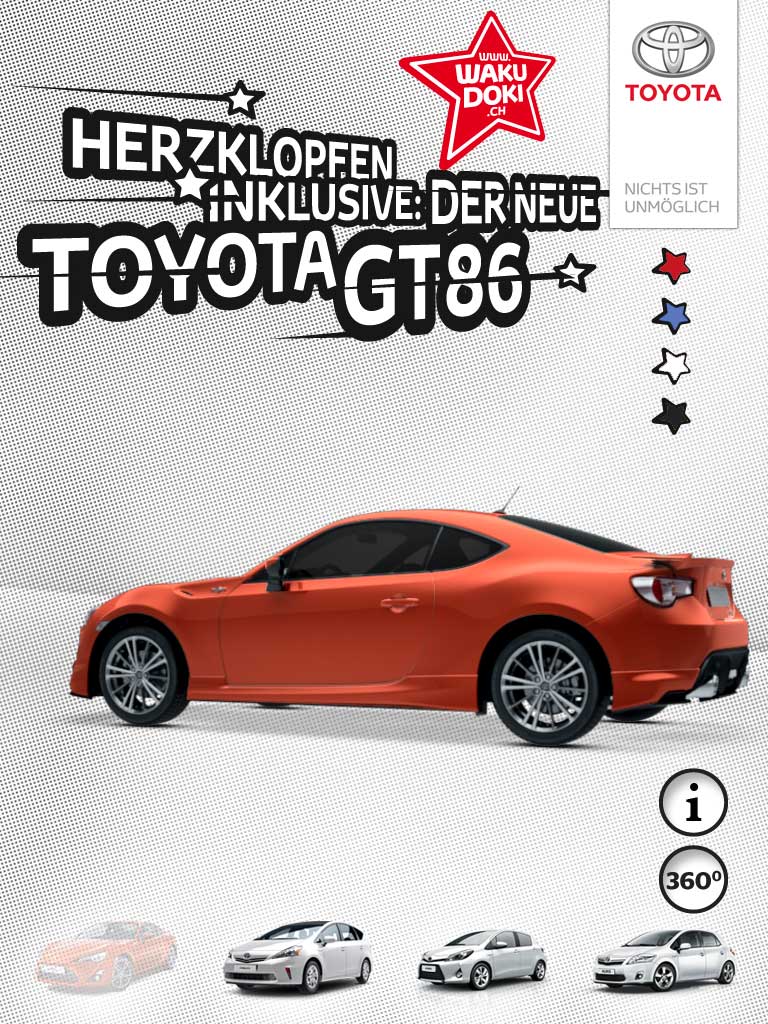 www.
WAKU
DOKI
.CH
TOYOTA
NICHTS IST
UNMÖGLICH
HERZKLOPFEN
INKLUSIVE: DER NEUE
TOYOTA GT86
i
360°